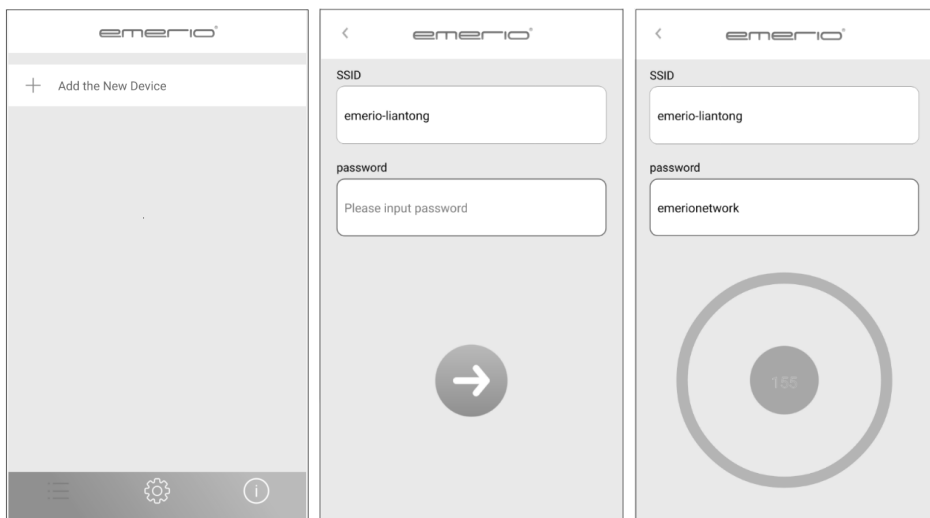 emerio®
+ Add the New Device
emerio®
SSID
emerio-liantong
password
Please input password
emerio®
SSID
emerio-liantong
password
emerionetwork
155